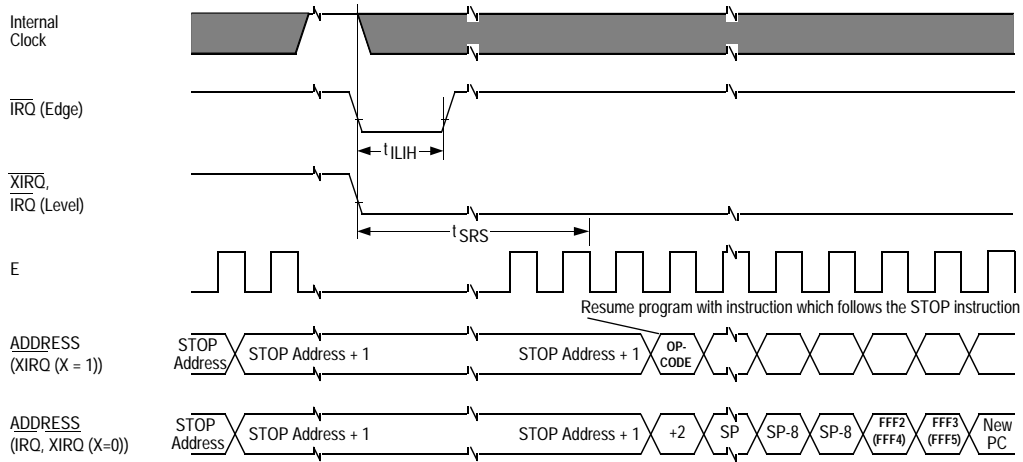 Internal
Clock
IRQ (Edge)
tILIH
XIRQ,
IRQ (Level)
tSRS
E
Resume program with instruction which follows the STOP instruction
ADDRESS
(XIRQ (X = 1))
STOP
Address
STOP Address + 1
STOP Address + 1
OP-
CODE
ADDRESS
(IRQ, XIRQ (X=0))
STOP
Address
STOP Address + 1
STOP Address + 1
+2
SP
SP-8
SP-8
FFF2
(FFF4)
FFF3
(FFF5)
New
PC